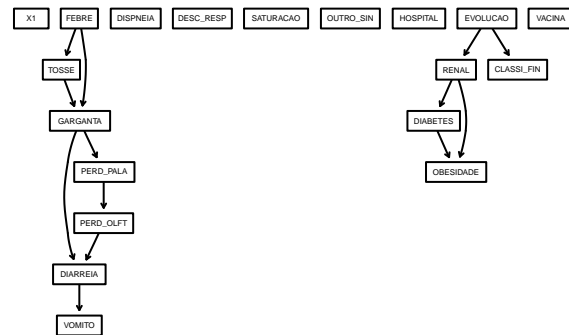 X1 FEBRE DISPNEIA DESC_RESP SATURACAO OUTRO_SIN HOSPITAL EVOLUCAO VACINA
TOSSE RENAL CLASSI_FIN
GARGANTA DIABETES
PERD_PALA OBESIDADE
PERD_OLFT
DIARREIA
VOMITO